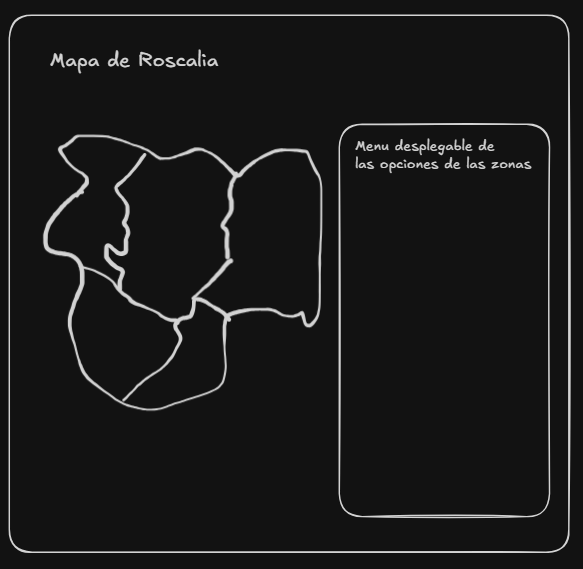 Mapa de Roscalia
Menu desplegable de
las opciones de las zonas